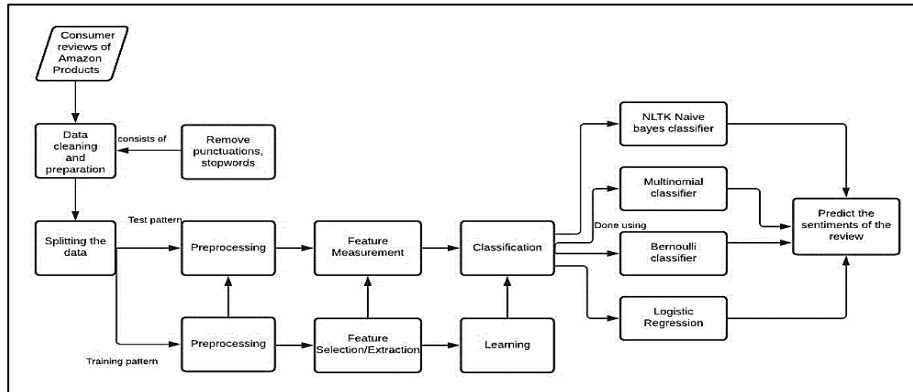 Consumer
reviews of
Amazon
Products
Data
cleaning and
preparation
consists of
Remove
punctuations,
stopwords
Splitting the
data
Test pattern
Training pattern
Preprocessing
Feature
Measurement
Classification
Preprocessing
Feature
Selection/Extraction
Learning
Done using
NLTK Naive
bayes classifier
Multinomial
classifier
Bernoulli
classifier
Logistic
Regression
Predict the
sentiments of the
review